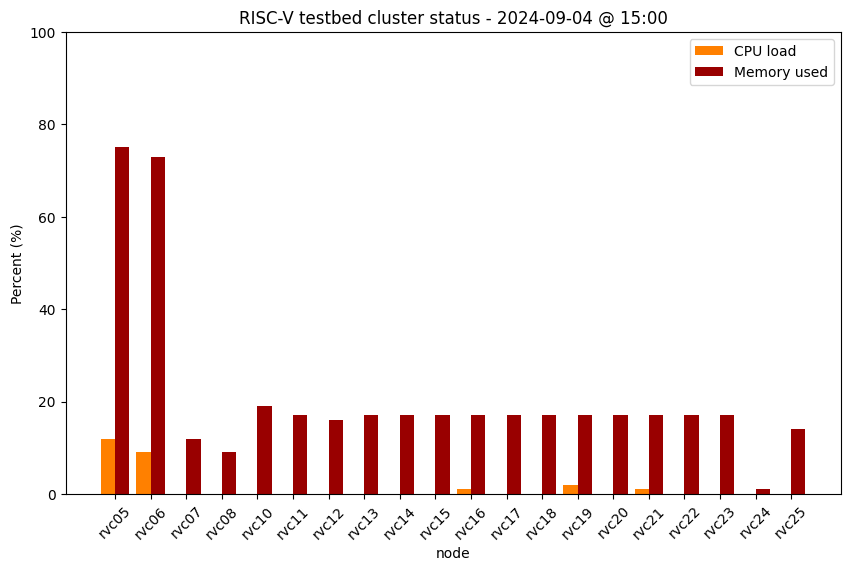 RISC-V testbed cluster status - 2024-09-04 @ 15:00
CPU load
Memory used
Percent (%)
100
80
60
40
20
0
rvc05 rvc06 rvc07 rvc08 rvc10 rvc11 rvc12 rvc13 rvc14 rvc15 rvc16 rvc17 rvc18 rvc19 rvc20 rvc21 rvc22 rvc23 rvc24 rvc25
node